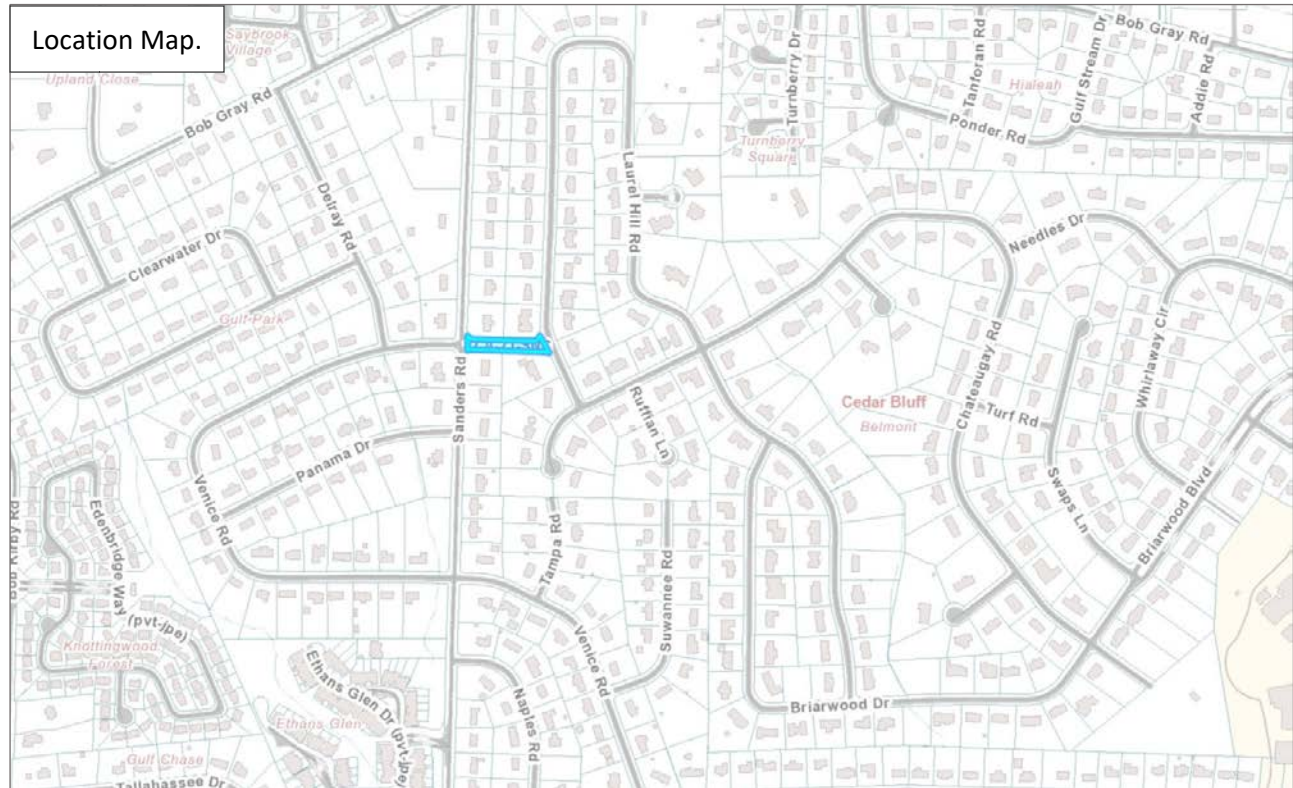 Location Map.
Saybrook
Village
Upland Close
Bob Gray Rd
Delray Rd
Clearwater Dr
Gulf Park
Laurel Hill Rd
Turnberry Dr
Turnberry
Square
Tanforan Rd
Gulf Stream Dr
Bob Gray Rd
Hialeah
Addie Rd
Ponder Rd
Needles Dr
Whirlaway Cir
Chateaugay Rd
Cedar Bluff
Belmont
Turf Rd
Swaps Ln
Briarwood Blvd
Sanders Rd
Ruffian Ln
Panama Dr
Venice Rd
Bob Kirby Rd
Edenbridge Way (pvt-jpe)
Knottingwood
Forest
Tampa Rd
Suwannee Rd
Venice Rd
Naples Rd
Ethans Glen Dr (pvt-jpe)
Ethans Glen
Gulf Chase
Tallahassee Dr
Briarwood Dr